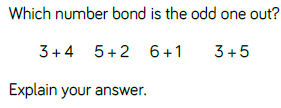 Which number bond is the odd one out?
3+4 5+2 6+1 3+5
Explain your answer.